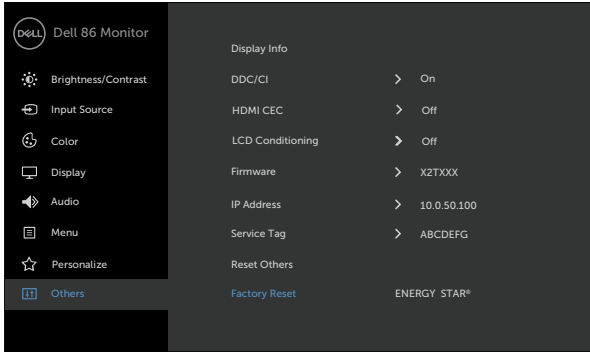 DELL Dell 86 Monitor
Display Info
Brightness/Contrast DDC/CI On
Input Source HDMI CEC Off
Color LCD Conditioning Off
Display Firmware X2TXXX
Audio IP Address 10.0.50.100
Menu Service Tag ABCDEFG
Personalize Reset Others
Others Factory Reset ENERGY STAR®